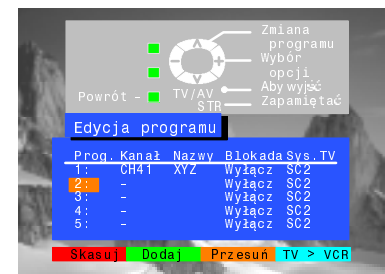 Zmiana
programu
Wybór
opcji
Aby wyjść
Zapamiętać
Powrót –
TV/AV
STR
Edycja programu
Prog. Kanał Nazwy Blokada Sys.TV
1: CH41 XYZ Wyłącz SC2
2: – Wyłącz SC2
3: – Wyłącz SC2
4: – Wyłącz SC2
5: – Wyłącz SC2
Skasuj Dodaj Przesuń TV > VCR